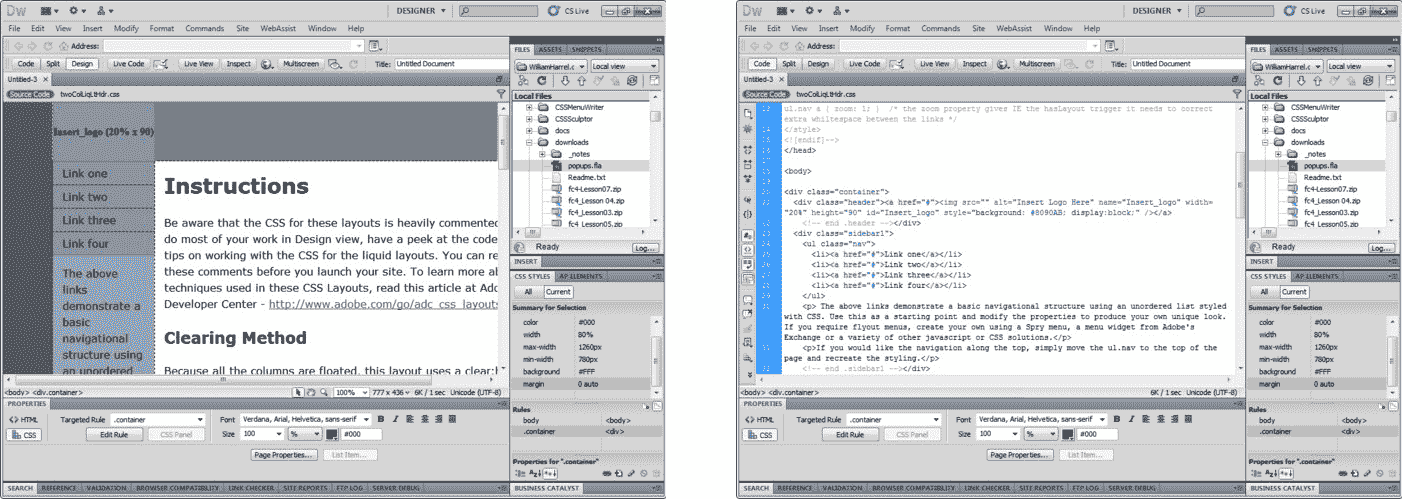 Dw
DESIGNER
CS Live
File Edit View Insert Modify Format Commands Site WebAssist Window Help
Address:
Code Split Design Live Code Live View Inspect Multiscreen Title: Untitled Document
Untitled-3
Source Code twoColLiqLtHdr.css
Insert_logo (20% x 90)
Link one
Link two
Link three
Link four
The above
links
demonstrate a
basic
navigational
structure using
an unordered
Instructions
Be aware that the CSS for these layouts is heavily commented
do most of your work in Design view, have a peek at the code
tips on working with the CSS for the liquid layouts. You can re
these comments before you launch your site. To learn more ab
techniques used in these CSS Layouts, read this article at Ado
Developer Center - http://www.adobe.com/go/adc_css_layouts
Clearing Method
Because all the columns are floated, this layout uses a clear:b
<body> <div.container>
100% 777 x 436 6K / 1 sec Unicode (UTF-8)
FILES ASSETS SNIPPETS
WilliamHarrel.c Local view
Local Files
CSSMenuWriter
CSSSculptor
docs
downloads
_notes
popups.fla
Readme.txt
fc4-Lesson07.zip
fc4_Lesson 04.zip
fc4_Lesson03.zip
fc4-Lesson05.zip
Ready Log...
INSERT
CSS STYLES AP ELEMENTS
All Current
Summary for Selection
color #000
width 80%
max-width 1260px
min-width 780px
background #FFF
margin 0 auto
Rules
body <body>
.container <div>
Properties for ".container"
PROPERTIES
HTML Targeted Rule .container Font Verdana, Arial, Helvetica, sans-serif B I
CSS Edit Rule CSS Panel Size 100 % #000
Page Properties... List Item...
SEARCH REFERENCE VALIDATION BROWSER COMPATIBILITY LINK CHECKER SITE REPORTS FTP LOG SERVER DEBUG
BUSINESS CATALYST
Dw
DESIGNER
CS Live
File Edit View Insert Modify Format Commands Site WebAssist Window Help
Address:
Code Split Design Live Code Live View Inspect Multiscreen Title: Untitled Document
Untitled-3
Source Code twoColLiqLtHdr.css
ul.nav a { zoom: 1; } /* the zoom property gives IE the hasLayout trigger it needs to correct
extra whiltespace between the links */
</style>
<![endif]-->
</head>
<body>
<div class="container">
<div class="header"><a href="#"><img src="" alt="Insert Logo Here" name="Insert_logo" width=
"20%" height="90" id="Insert_logo" style="background: #8090AB; display:block;" /></a>
<!-- end .header --></div>
<div class="sidebar1">
<ul class="nav">
<li><a href="#">Link one</a></li>
<li><a href="#">Link two</a></li>
<li><a href="#">Link three</a></li>
<li><a href="#">Link four</a></li>
</ul>
<p> The above links demonstrate a basic navigational structure using an unordered list styled
with CSS. Use this as a starting point and modify the properties to produce your own unique look.
If you require flyout menus, create your own using a Spry menu, a menu widget from Adobe's
Exchange or a variety of other javascript or CSS solutions.</p>
<p>If you would like the navigation along the top, simply move the ul.nav to the top of the
page and recreate the styling.</p>
<!-- end .sidebar1 --></div>
<body> <div.container>
6K / 1 sec Unicode (UTF-8)
FILES ASSETS SNIPPETS
WilliamHarrel.c Local view
Local Files
CSSMenuWriter
CSSSculptor
docs
downloads
_notes
popups.fla
Readme.txt
fc4-Lesson07.zip
fc4_Lesson 04.zip
fc4_Lesson03.zip
fc4-Lesson05.zip
Ready Log...
INSERT
CSS STYLES AP ELEMENTS
All Current
Summary for Selection
color #000
width 80%
max-width 1260px
min-width 780px
background #FFF
margin 0 auto
Rules
body <body>
.container <div>
Properties for ".container"
PROPERTIES
HTML Targeted Rule .container Font Verdana, Arial, Helvetica, sans-serif B I
CSS Edit Rule CSS Panel Size 100 % #000
Page Properties... List Item...
SEARCH REFERENCE VALIDATION BROWSER COMPATIBILITY LINK CHECKER SITE REPORTS FTP LOG SERVER DEBUG
BUSINESS CATALYST